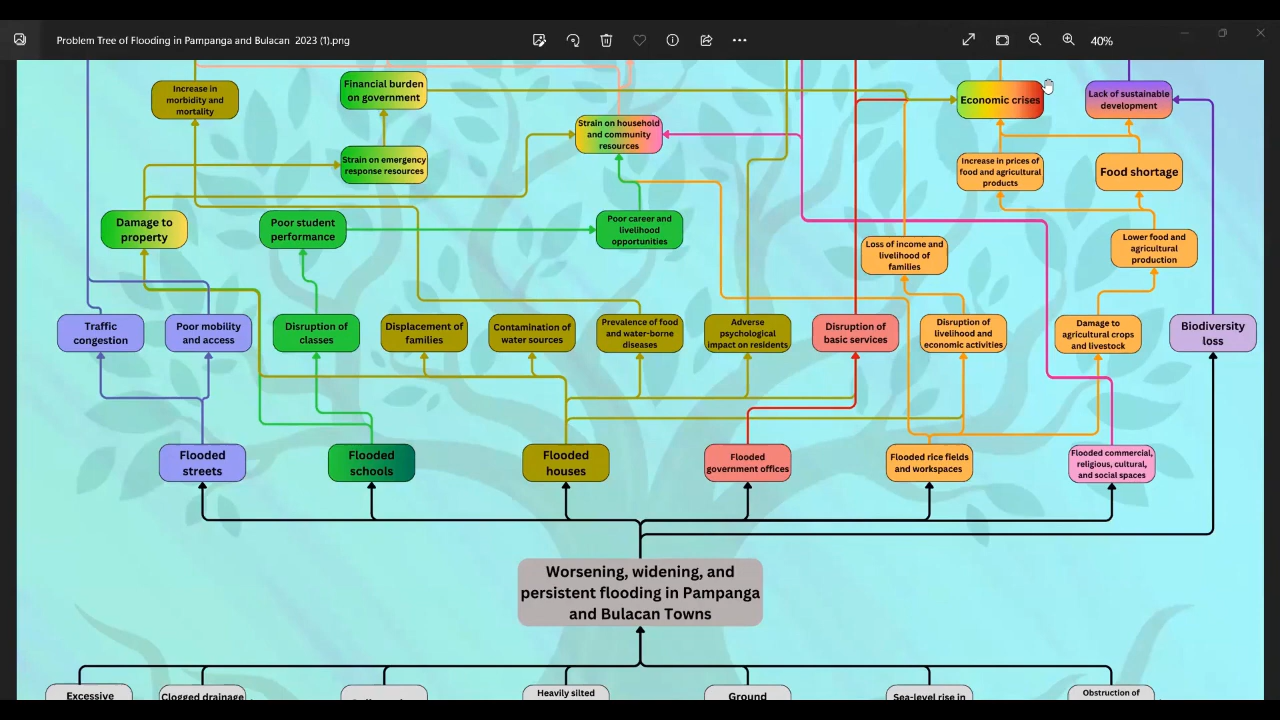 Problem Tree of Flooding in Pampanga and Bulacan 2023 (1).png
40%
Increase in
morbidity and
mortality
Financial burden
on government
Economic crises
Lack of sustainable
development
Strain on household
and community
resources
Strain on emergency
response resources
Increase in prices of
food and agricultural
products
Food shortage
Damage to
property
Poor student
performance
Poor career and
livelihood
opportunities
Loss of income and
livelihood of
families
Lower food and
agricultural
production
Traffic
congestion
Poor mobility
and access
Disruption of
classes
Displacement of
families
Contamination of
water sources
Prevalence of food
and water-borne
diseases
Adverse
psychological
impact on residents
Disruption of
basic services
Disruption of
livelihood and
economic activities
Damage to
agricultural crops
and livestock
Biodiversity
loss
Flooded
streets
Flooded
schools
Flooded
houses
Flooded
government offices
Flooded rice fields
and workspaces
Flooded commercial,
religious, cultural,
and social spaces
Worsening, widening, and
persistent flooding in Pampanga
and Bulacan Towns
Excessive
Clogged drainage
Heavily silted
Ground
Sea-level rise in
Obstruction of